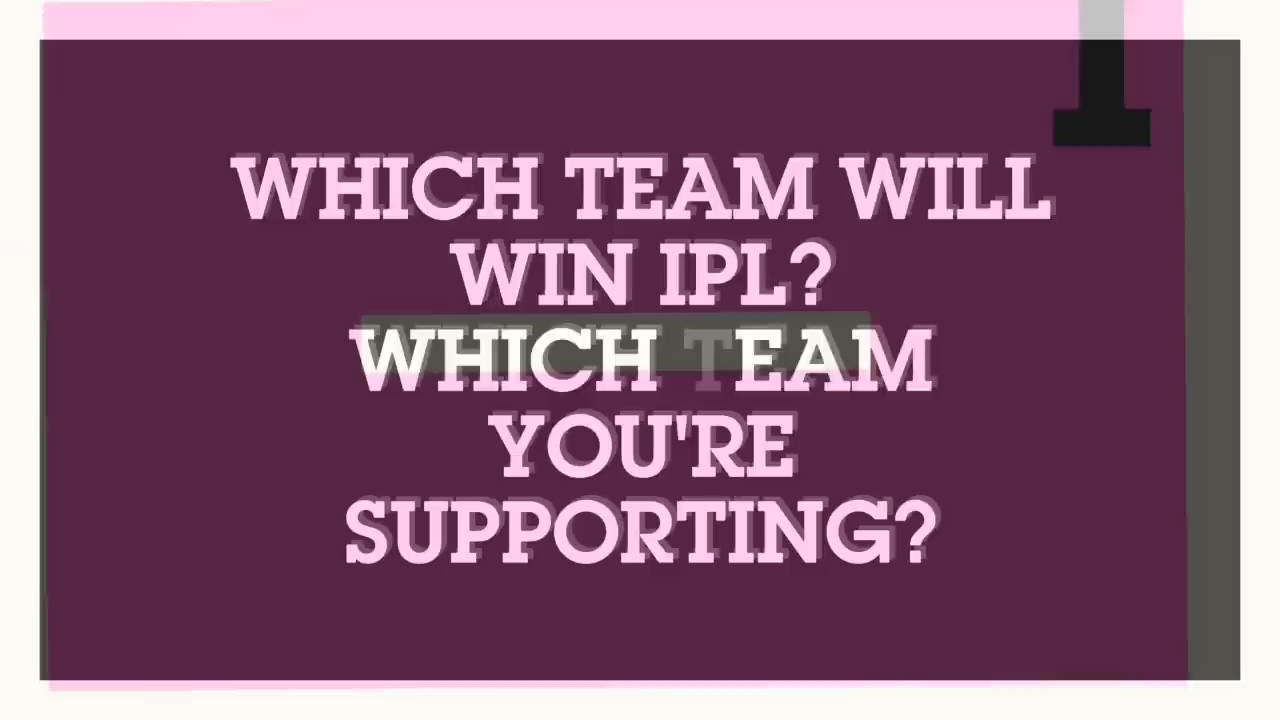 WHICH TEAM WILL
WIN IPL?
WHICH TEAM
YOU'RE
SUPPORTING?